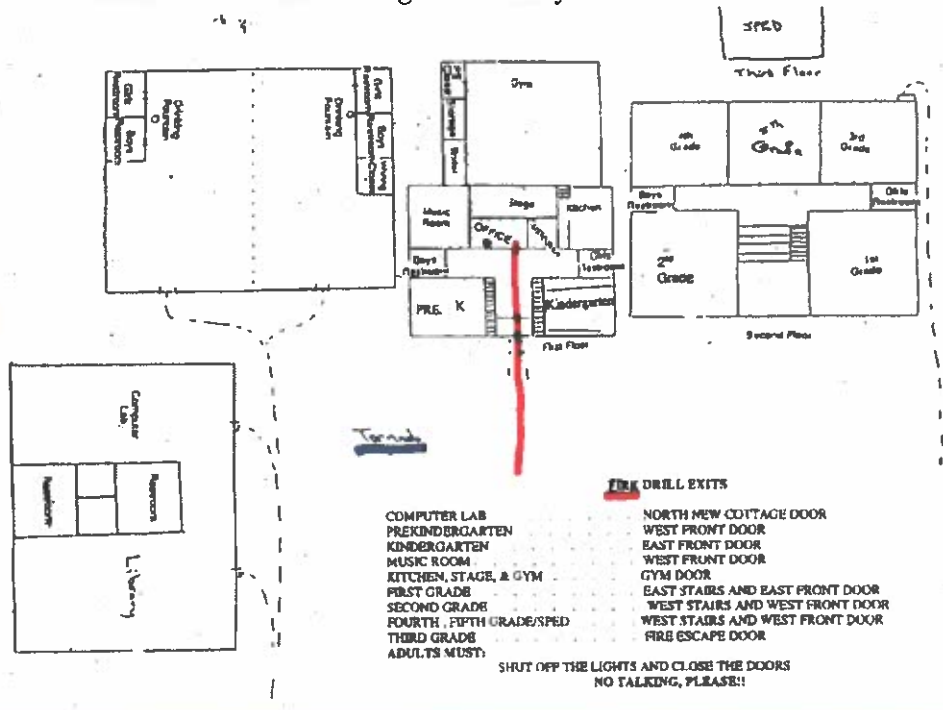 SPED
Third Floor
Girls
Restroom
Boys
Restroom
Drinking
Fountain
Drinking
Fountain
Girls
Restroom
Boys
Restroom
Gym
Storage
Music
Room
Stage
Kitchen
OFFICE
Boys
Restroom
Girls
Restroom
PRE. K
Kindergarten
First Floor
4th
Grade
5th
Grade
3rd
Grade
Boys
Restroom
Girls
Restroom
2nd
Grade
1st
Grade
Second Floor
Computer
Lab
Restroom
Restroom
Library
Tornado
FIRE DRILL EXITS
COMPUTER LAB NORTH NEW COTTAGE DOOR
PREKINDERGARTEN WEST FRONT DOOR
KINDERGARTEN EAST FRONT DOOR
MUSIC ROOM WEST FRONT DOOR
KITCHEN, STAGE, & GYM GYM DOOR
FIRST GRADE EAST STAIRS AND EAST FRONT DOOR
SECOND GRADE WEST STAIRS AND WEST FRONT DOOR
FOURTH , FIFTH GRADE/SPED WEST STAIRS AND WEST FRONT DOOR
THIRD GRADE FIRE ESCAPE DOOR
ADULTS MUST:
SHUT OFF THE LIGHTS AND CLOSE THE DOORS
NO TALKING, PLEASE!!